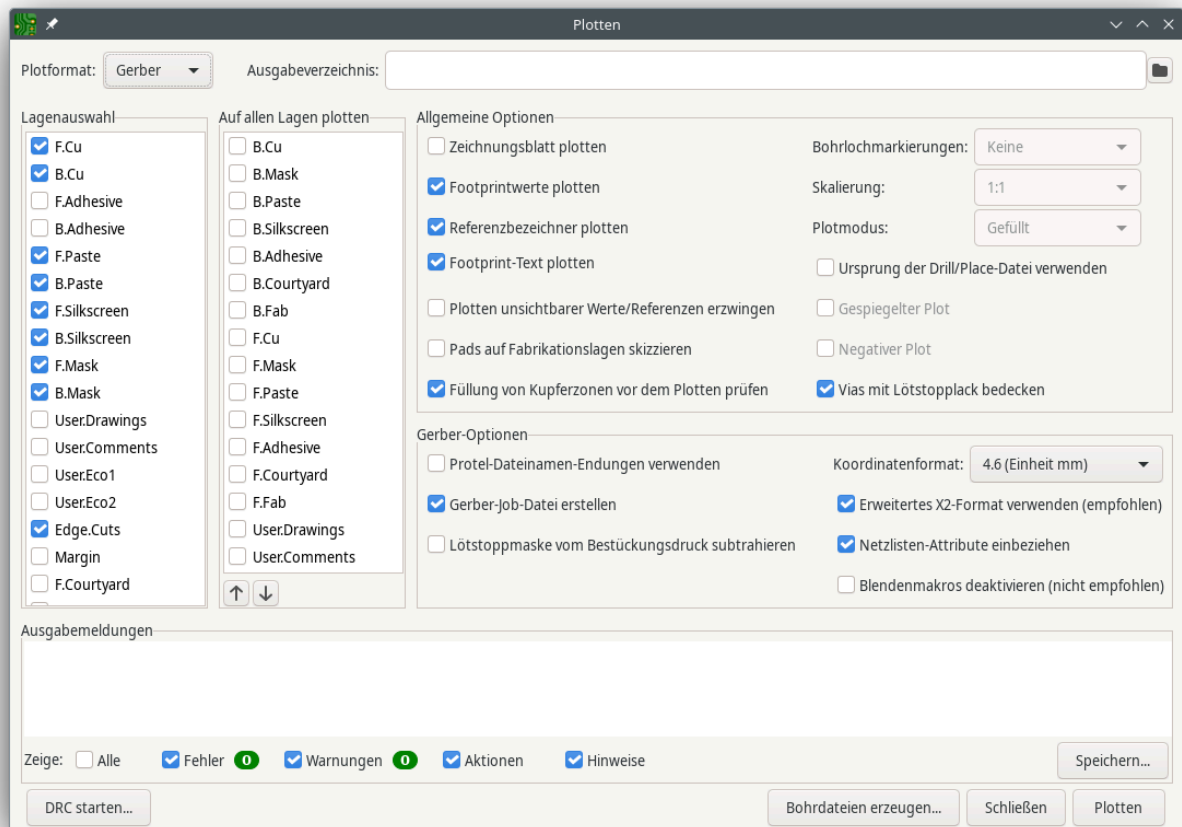 Plotten
Plotformat: Gerber Ausgabeverzeichnis:
Lagenauswahl
F.Cu
B.Cu
F.Adhesive
B.Adhesive
F.Paste
B.Paste
F.Silkscreen
B.Silkscreen
F.Mask
B.Mask
User.Drawings
User.Comments
User.Eco1
User.Eco2
Edge.Cuts
Margin
F.Courtyard
Auf allen Lagen plotten
B.Cu
B.Mask
B.Paste
B.Silkscreen
B.Adhesive
B.Courtyard
B.Fab
F.Cu
F.Mask
F.Paste
F.Silkscreen
F.Adhesive
F.Courtyard
F.Fab
User.Drawings
User.Comments
Allgemeine Optionen
Zeichnungsblatt plotten
Footprintwerte plotten
Referenzbezeichner plotten
Footprint-Text plotten
Plotten unsichtbarer Werte/Referenzen erzwingen
Pads auf Fabrikationslagen skizzieren
Füllung von Kupferzonen vor dem Plotten prüfen
Bohrlochmarkierungen: Keine
Skalierung: 1:1
Plotmodus: Gefüllt
Ursprung der Drill/Place-Datei verwenden
Gespiegelter Plot
Negativer Plot
Vias mit Lötstopplack bedecken
Gerber-Optionen
Protel-Dateinamen-Endungen verwenden
Gerber-Job-Datei erstellen
Lötstoppmaske vom Bestückungsdruck subtrahieren
Koordinatenformat: 4.6 (Einheit mm)
Erweitertes X2-Format verwenden (empfohlen)
Netzlisten-Attribute einbeziehen
Blendenmakros deaktivieren (nicht empfohlen)
Ausgabemeldungen
Zeige: Alle Fehler 0 Warnungen 0 Aktionen Hinweise Speichern...
DRC starten... Bohrdateien erzeugen... Schließen Plotten